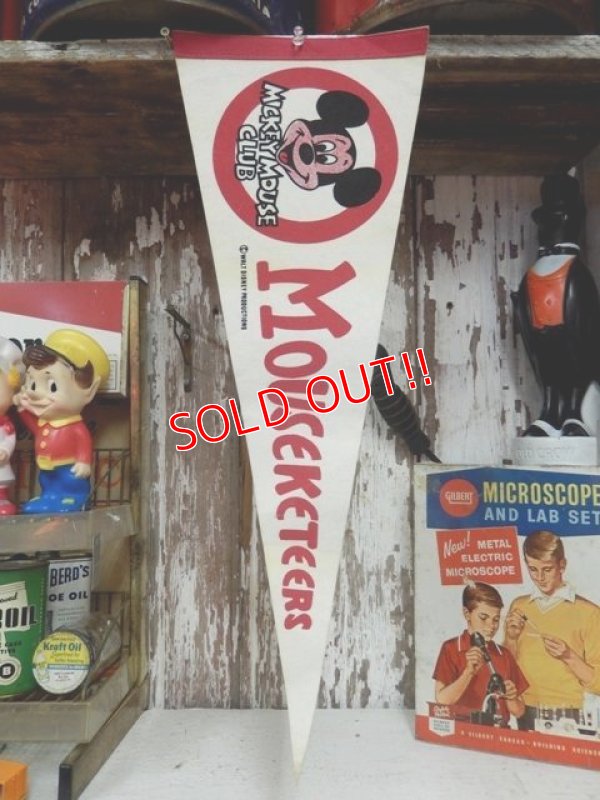 MICKEY MOUSE
CLUB
© WALT DISNEY PRODUCTIONS
MOUSEKETEERS
SOLD OUT!!
GILBERT
MICROSCOPE
AND LAB SET
New! METAL
ELECTRIC
MICROSCOPE
BERD'S
OE OIL
Kraft Oil
OIL